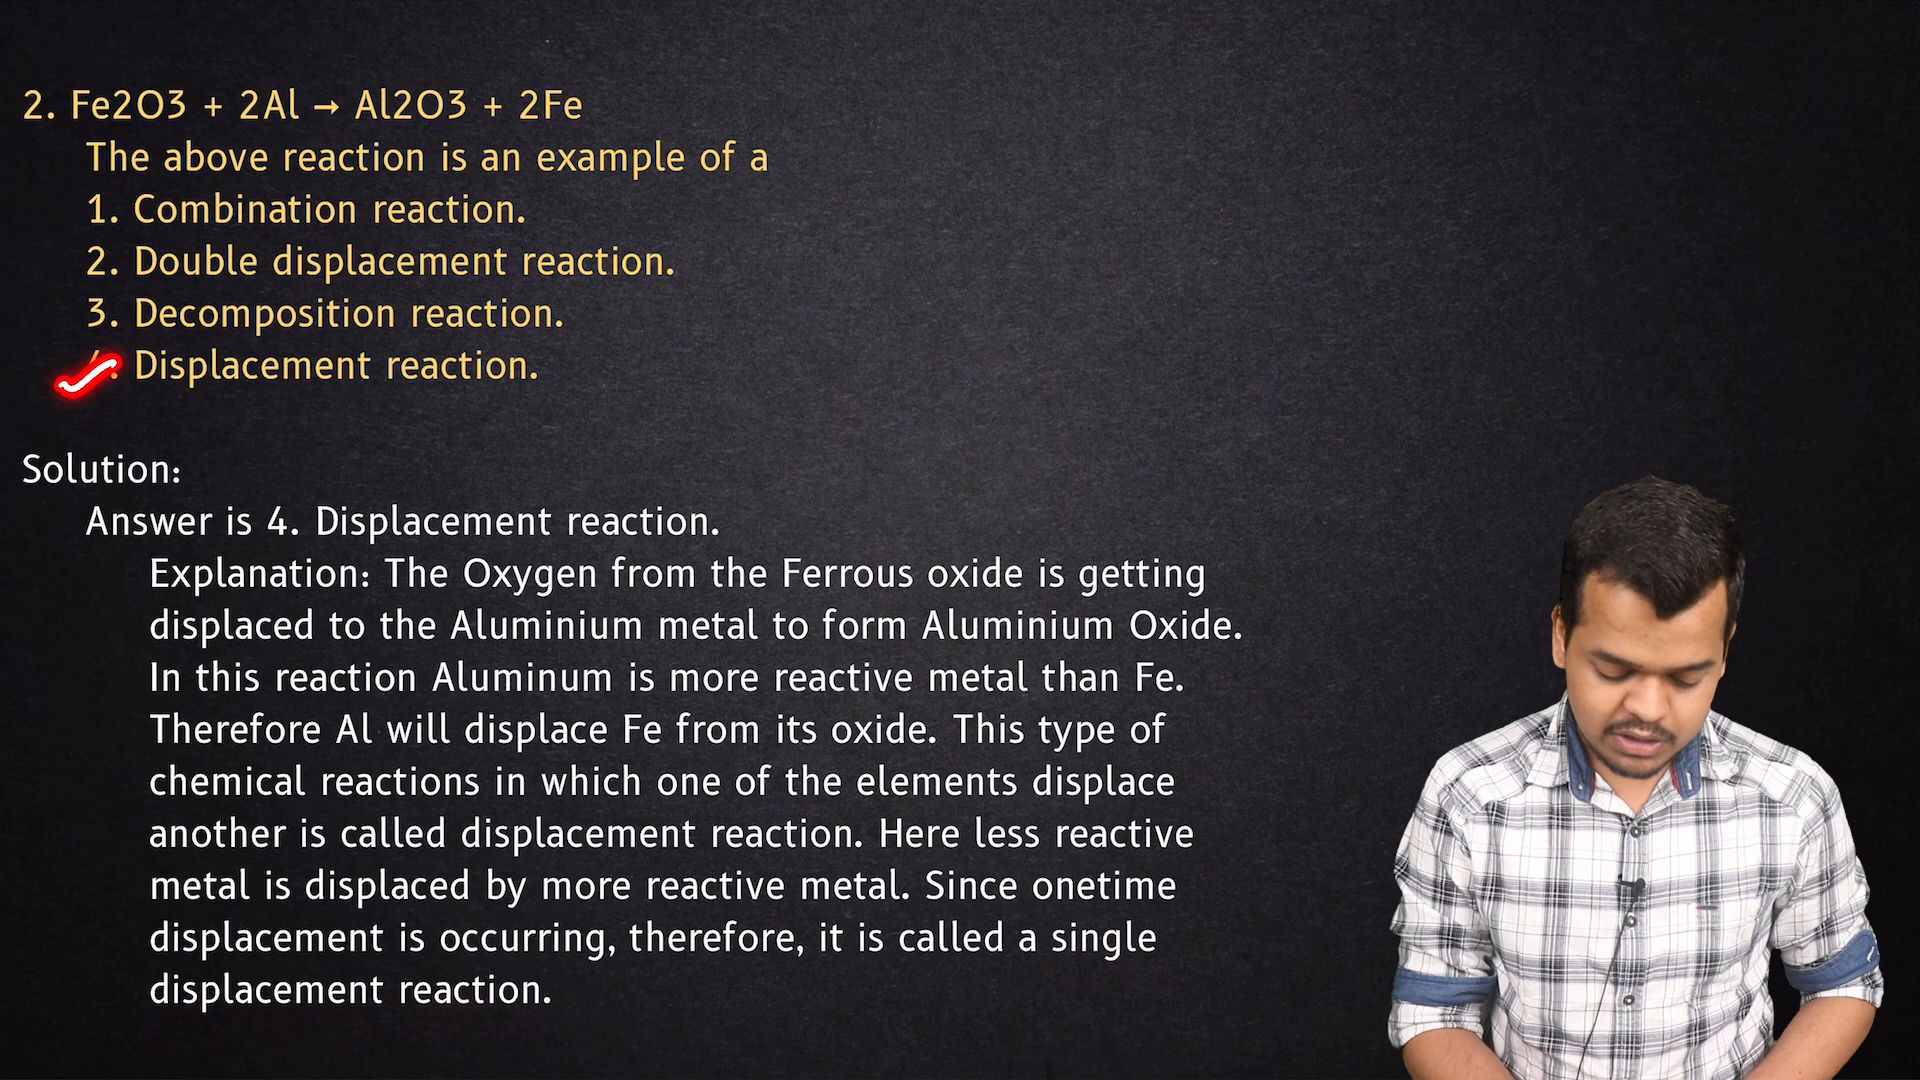 2. Fe2O3 + 2Al → Al2O3 + 2Fe
The above reaction is an example of a
1. Combination reaction.
2. Double displacement reaction.
3. Decomposition reaction.
4. Displacement reaction.
Solution:
Answer is 4. Displacement reaction.
Explanation: The Oxygen from the Ferrous oxide is getting
displaced to the Aluminium metal to form Aluminium Oxide.
In this reaction Aluminum is more reactive metal than Fe.
Therefore Al will displace Fe from its oxide. This type of
chemical reactions in which one of the elements displace
another is called displacement reaction. Here less reactive
metal is displaced by more reactive metal. Since onetime
displacement is occurring, therefore, it is called a single
displacement reaction.